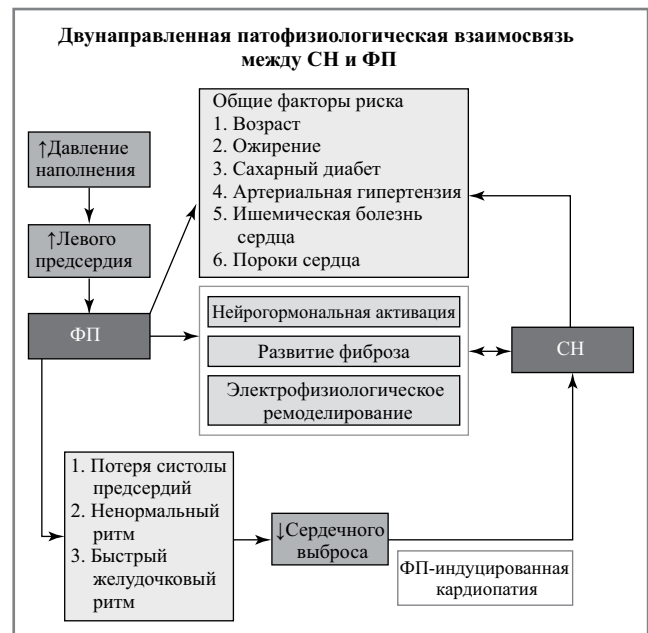 Двунаправленная патофизиологическая взаимосвязь
между СН и ФП
Общие факторы риска
1. Возраст
2. Ожирение
3. Сахарный диабет
4. Артериальная гипертензия
5. Ишемическая болезнь
сердца
6. Пороки сердца
↑Давление
наполнения
↑Левого
предсердия
ФП
Нейрогормональная активация
Развитие фиброза
Электрофизиологическое
ремоделирование
СН
1. Потеря систолы
предсердий
2. Ненормальный
ритм
3. Быстрый
желудочковый
ритм
↓Сердечного
выброса
ФП-индуцированная
кардиопатия